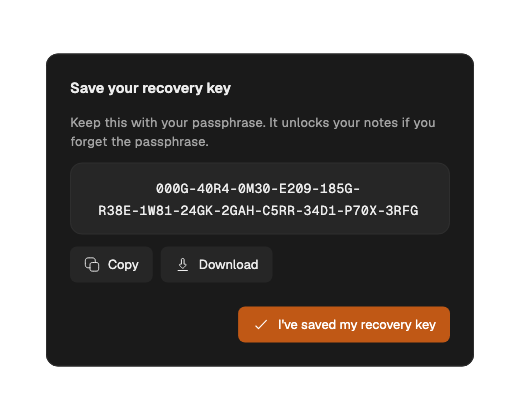 Save your recovery key
Keep this with your passphrase. It unlocks your notes if you
forget the passphrase.
000G-40R4-0M30-E209-185G-
R38E-1W81-24GK-2GAH-C5RR-34D1-P70X-3RFG
Copy
Download
I've saved my recovery key